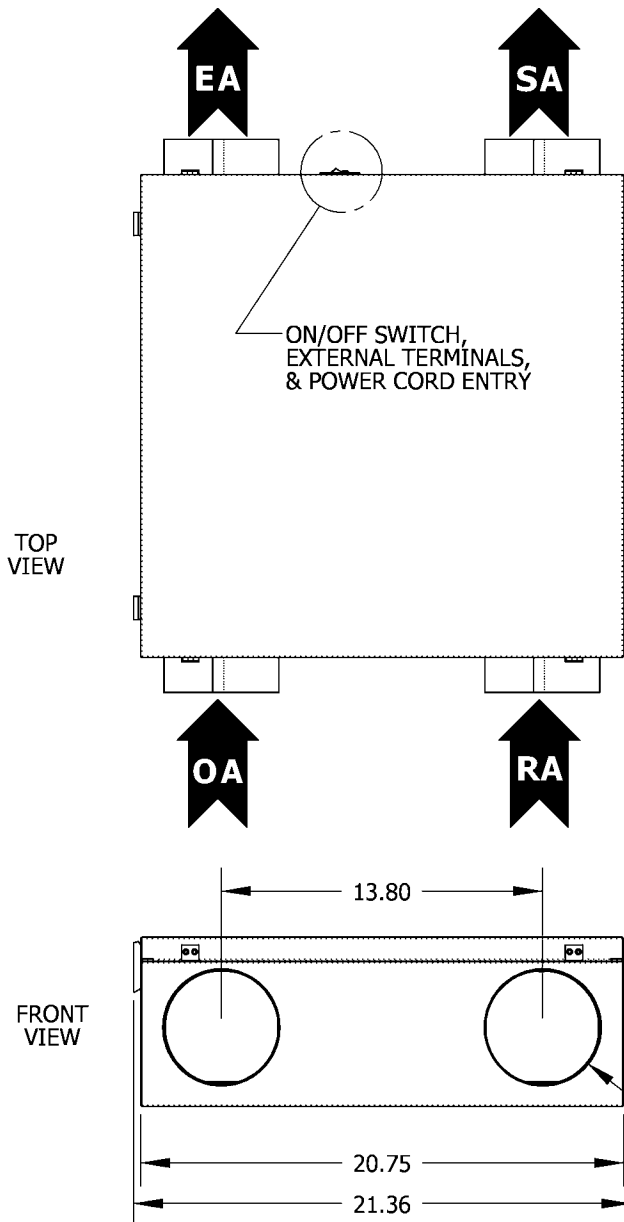 EA
SA
ON/OFF SWITCH,
EXTERNAL TERMINALS,
& POWER CORD ENTRY
TOP
VIEW
OA
RA
13.80
FRONT
VIEW
20.75
21.36